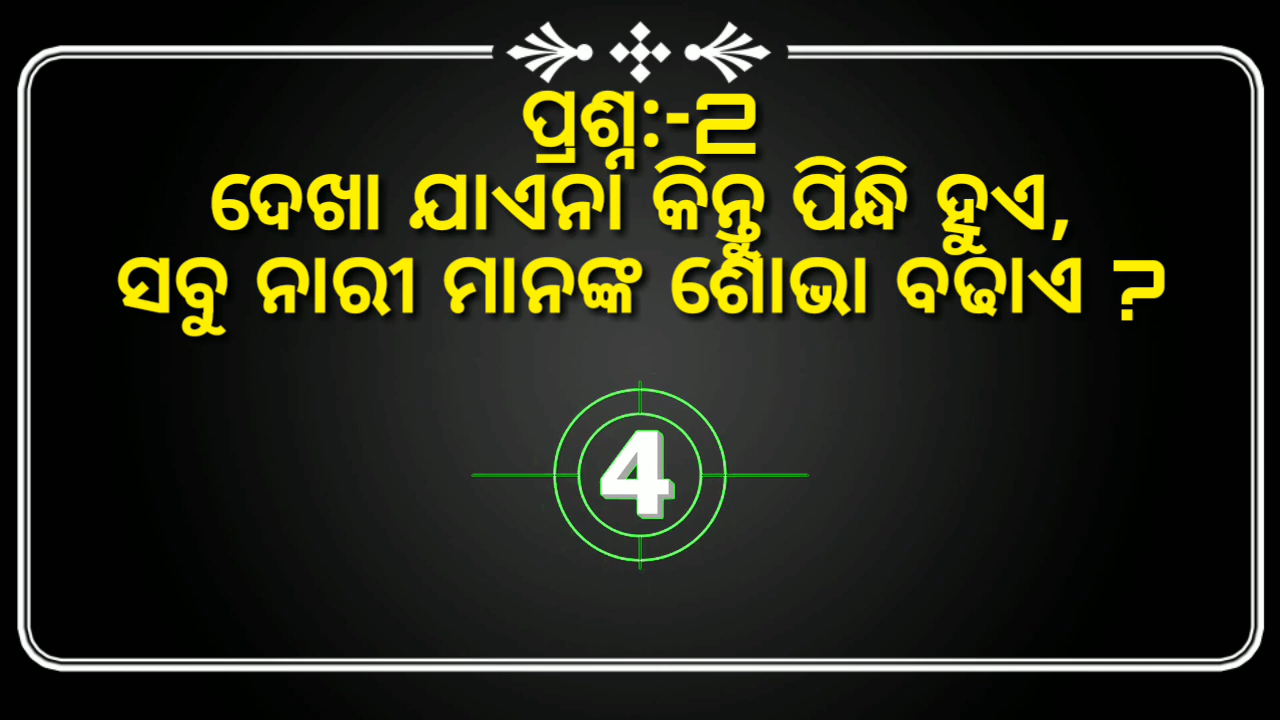 ପ୍ରଶ୍ନ:-2
ଦେଖା ଯାଏନା କିନ୍ତୁ ପିନ୍ଧି ହୁଏ,
ସବୁ ନାରୀ ମାନଙ୍କ ଶୋଭା ବଢାଏ ?
4